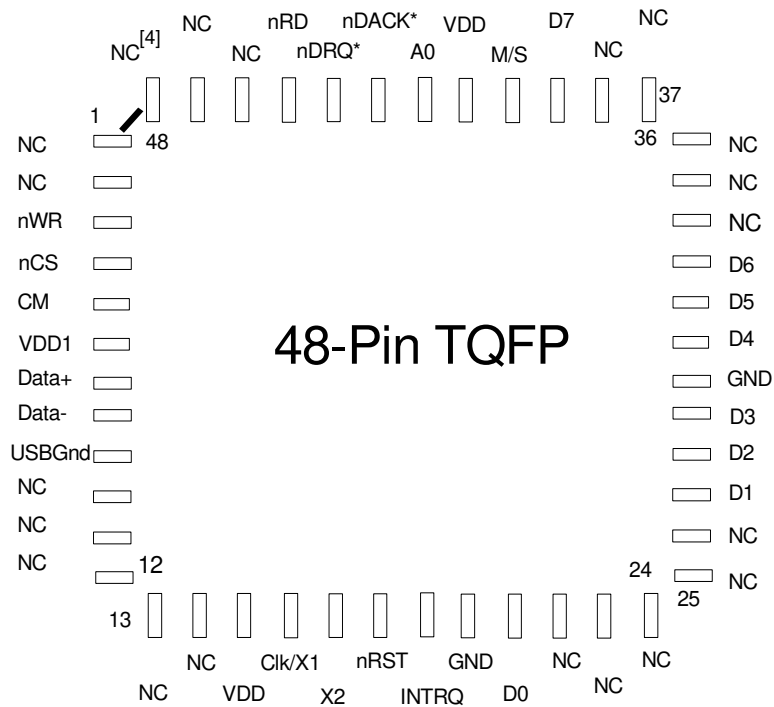 nRD nDACK* VDD D7 NC
NC[4] NC NC nDRQ* A0 M/S NC
37
1
48 36
NC NC
NC NC
nWR NC
nCS D6
CM D5
VDD1 D4
48-Pin TQFP
Data+ GND
Data- D3
USBGnd D2
NC D1
NC NC
NC NC
12 24
13 25
NC Clk/X1 nRST GND NC NC
NC VDD X2 INTRQ D0 NC